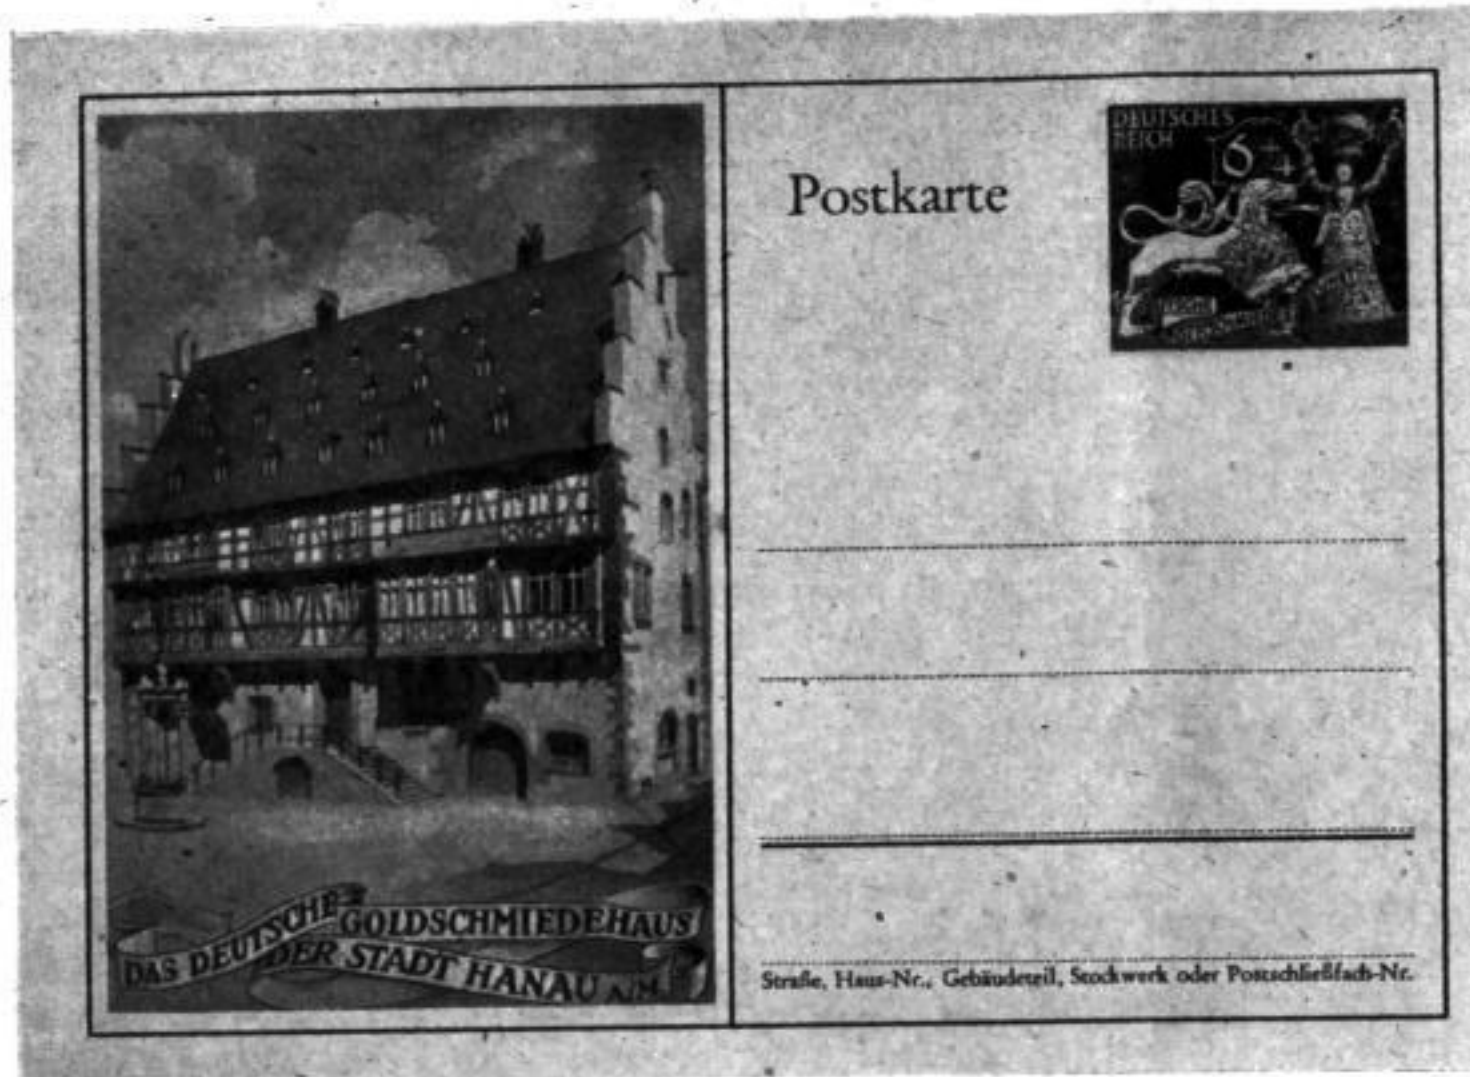 DAS DEUTSCHE GOLDSCHMIEDEHAUS
DER STADT HANAU A/M.
Postkarte
DEUTSCHES
REICH
6+4
Straße, Haus-Nr., Gebäudeteil, Stockwerk oder Postschließfach-Nr.